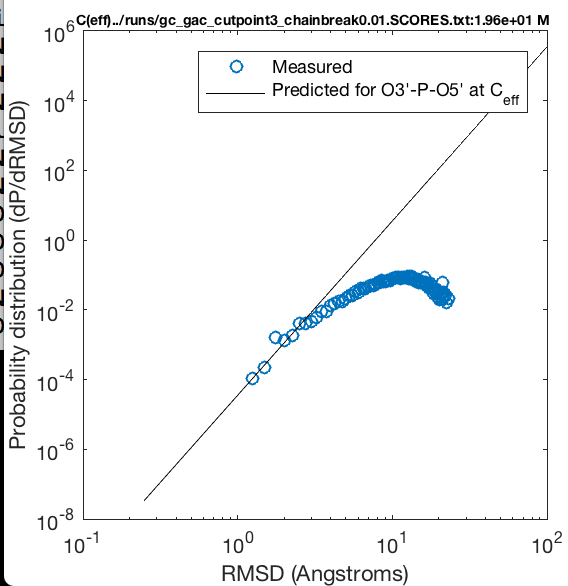 C(eff)../runs/gc_gac_cutpoint3_chainbreak0.01.SCORES.txt:1.96e+01 M
Measured
Predicted for O3'-P-O5' at C_eff
10^6
10^4
10^2
10^0
10^-2
10^-4
10^-6
10^-8
Probability distribution (dP/dRMSD)
10^-1
10^0
10^1
10^2
RMSD (Angstroms)